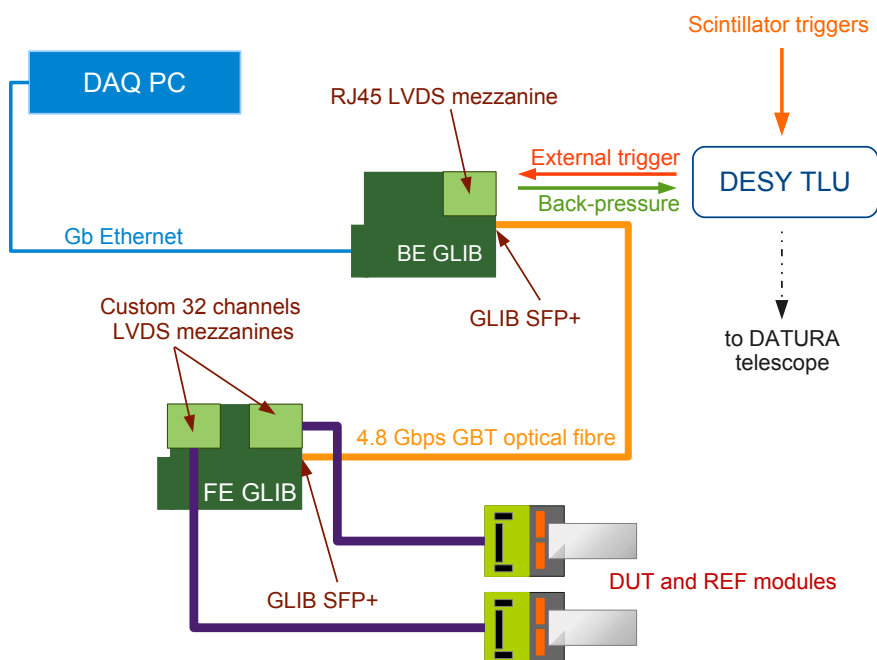 Scintillator triggers
DAQ PC
RJ45 LVDS mezzanine
External trigger
DESY TLU
Back-pressure
Gb Ethernet
BE GLIB
Custom 32 channels
LVDS mezzanines
GLIB SFP+
to DATURA
telescope
4.8 Gbps GBT optical fibre
FE GLIB
DUT and REF modules
GLIB SFP+